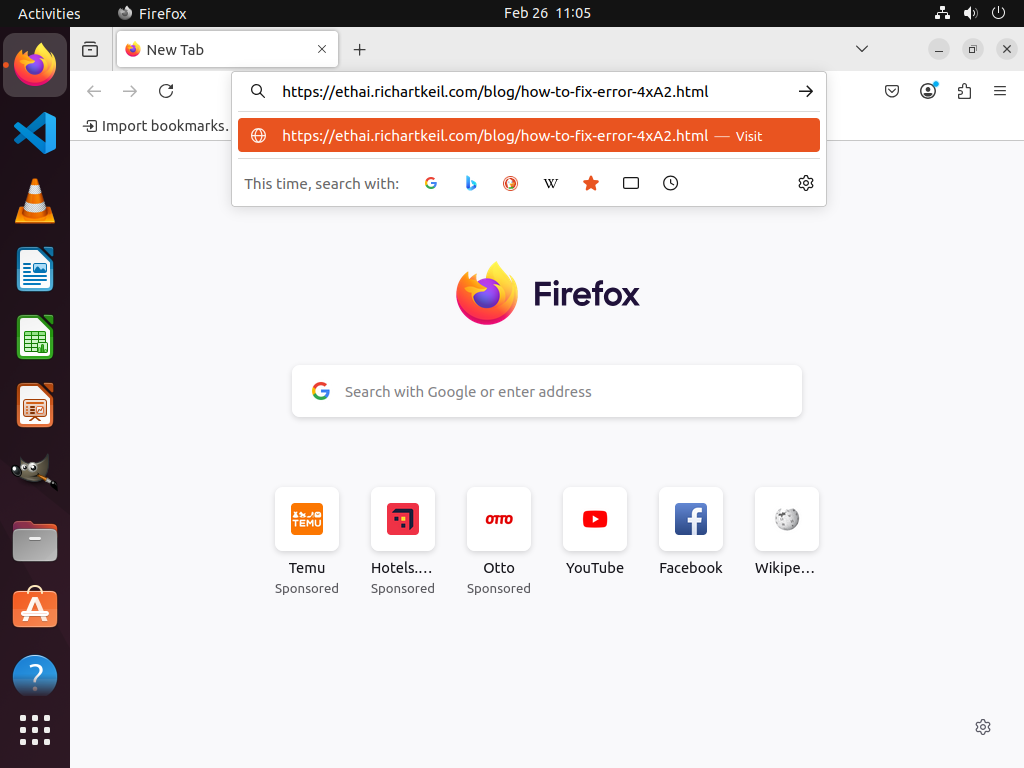 Activities
Firefox
Feb 26 11:05
New Tab
https://ethai.richartkeil.com/blog/how-to-fix-error-4xA2.html
Import bookmarks.
https://ethai.richartkeil.com/blog/how-to-fix-error-4xA2.html — Visit
This time, search with:
Firefox
Search with Google or enter address
TEMU
OTTO
Temu
Hotels....
Otto
YouTube
Facebook
Wikipe...
Sponsored
Sponsored
Sponsored